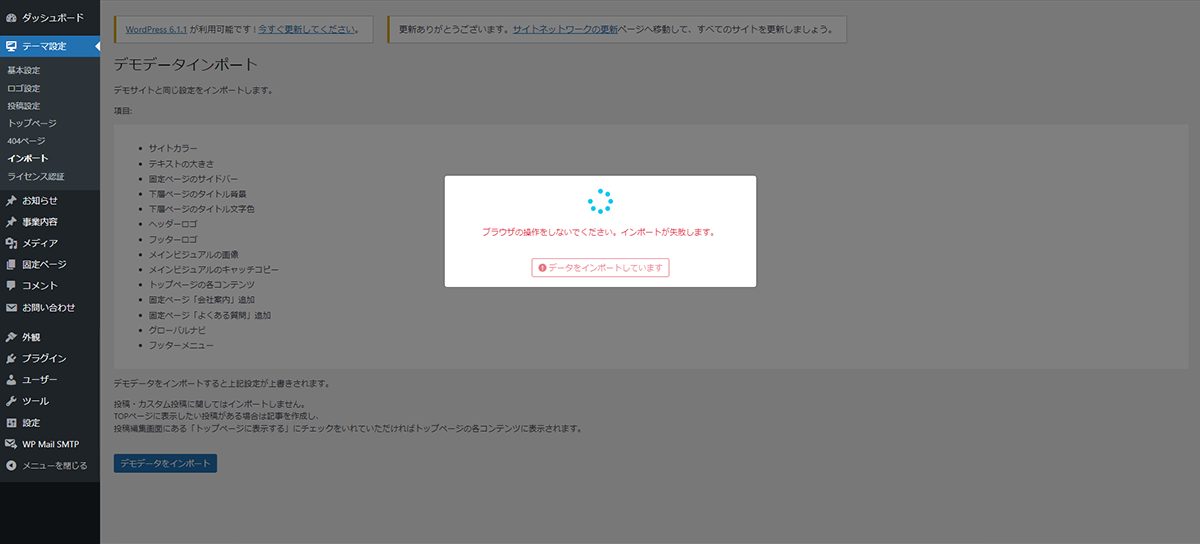 ダッシュボード
テーマ設定
基本設定
ロゴ設定
投稿設定
トップページ
404ページ
インポート
ライセンス認証
お知らせ
事業内容
メディア
固定ページ
コメント
お問い合わせ
外観
プラグイン
ユーザー
ツール
設定
WP Mail SMTP
メニューを閉じる
WordPress 6.1.1 が利用可能です ! 今すぐ更新してください。
更新ありがとうございます。サイトネットワークの更新ページへ移動して、すべてのサイトを更新しましょう。
デモデータインポート
デモサイトと同じ設定をインポートします。
項目:
サイトカラー
テキストの大きさ
固定ページのサイドバー
下層ページのタイトル背景
下層ページのタイトル文字色
ヘッダーロゴ
フッターロゴ
メインビジュアルの画像
メインビジュアルのキャッチコピー
トップページの各コンテンツ
固定ページ「会社案内」追加
固定ページ「よくある質問」追加
グローバルナビ
フッターメニュー
ブラウザの操作をしないでください。インポートが失敗します。
データをインポートしています
デモデータをインポートすると上記設定が上書きされます。
投稿・カスタム投稿に関してはインポートしません。
TOPページに表示したい投稿がある場合は記事を作成し、
投稿編集画面にある「トップページに表示する」にチェックをいれていただければトップページの各コンテンツに表示されます。
デモデータをインポート